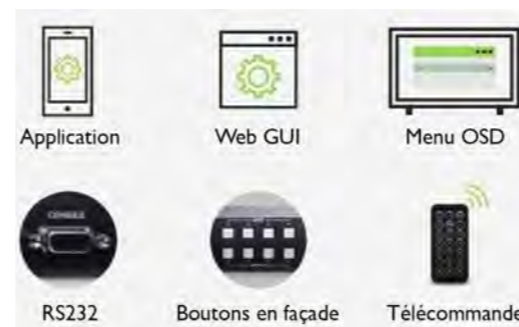 Application
Web GUI
Menu OSD
CONSOLE
RS232
Boutons en façade
Télécommande